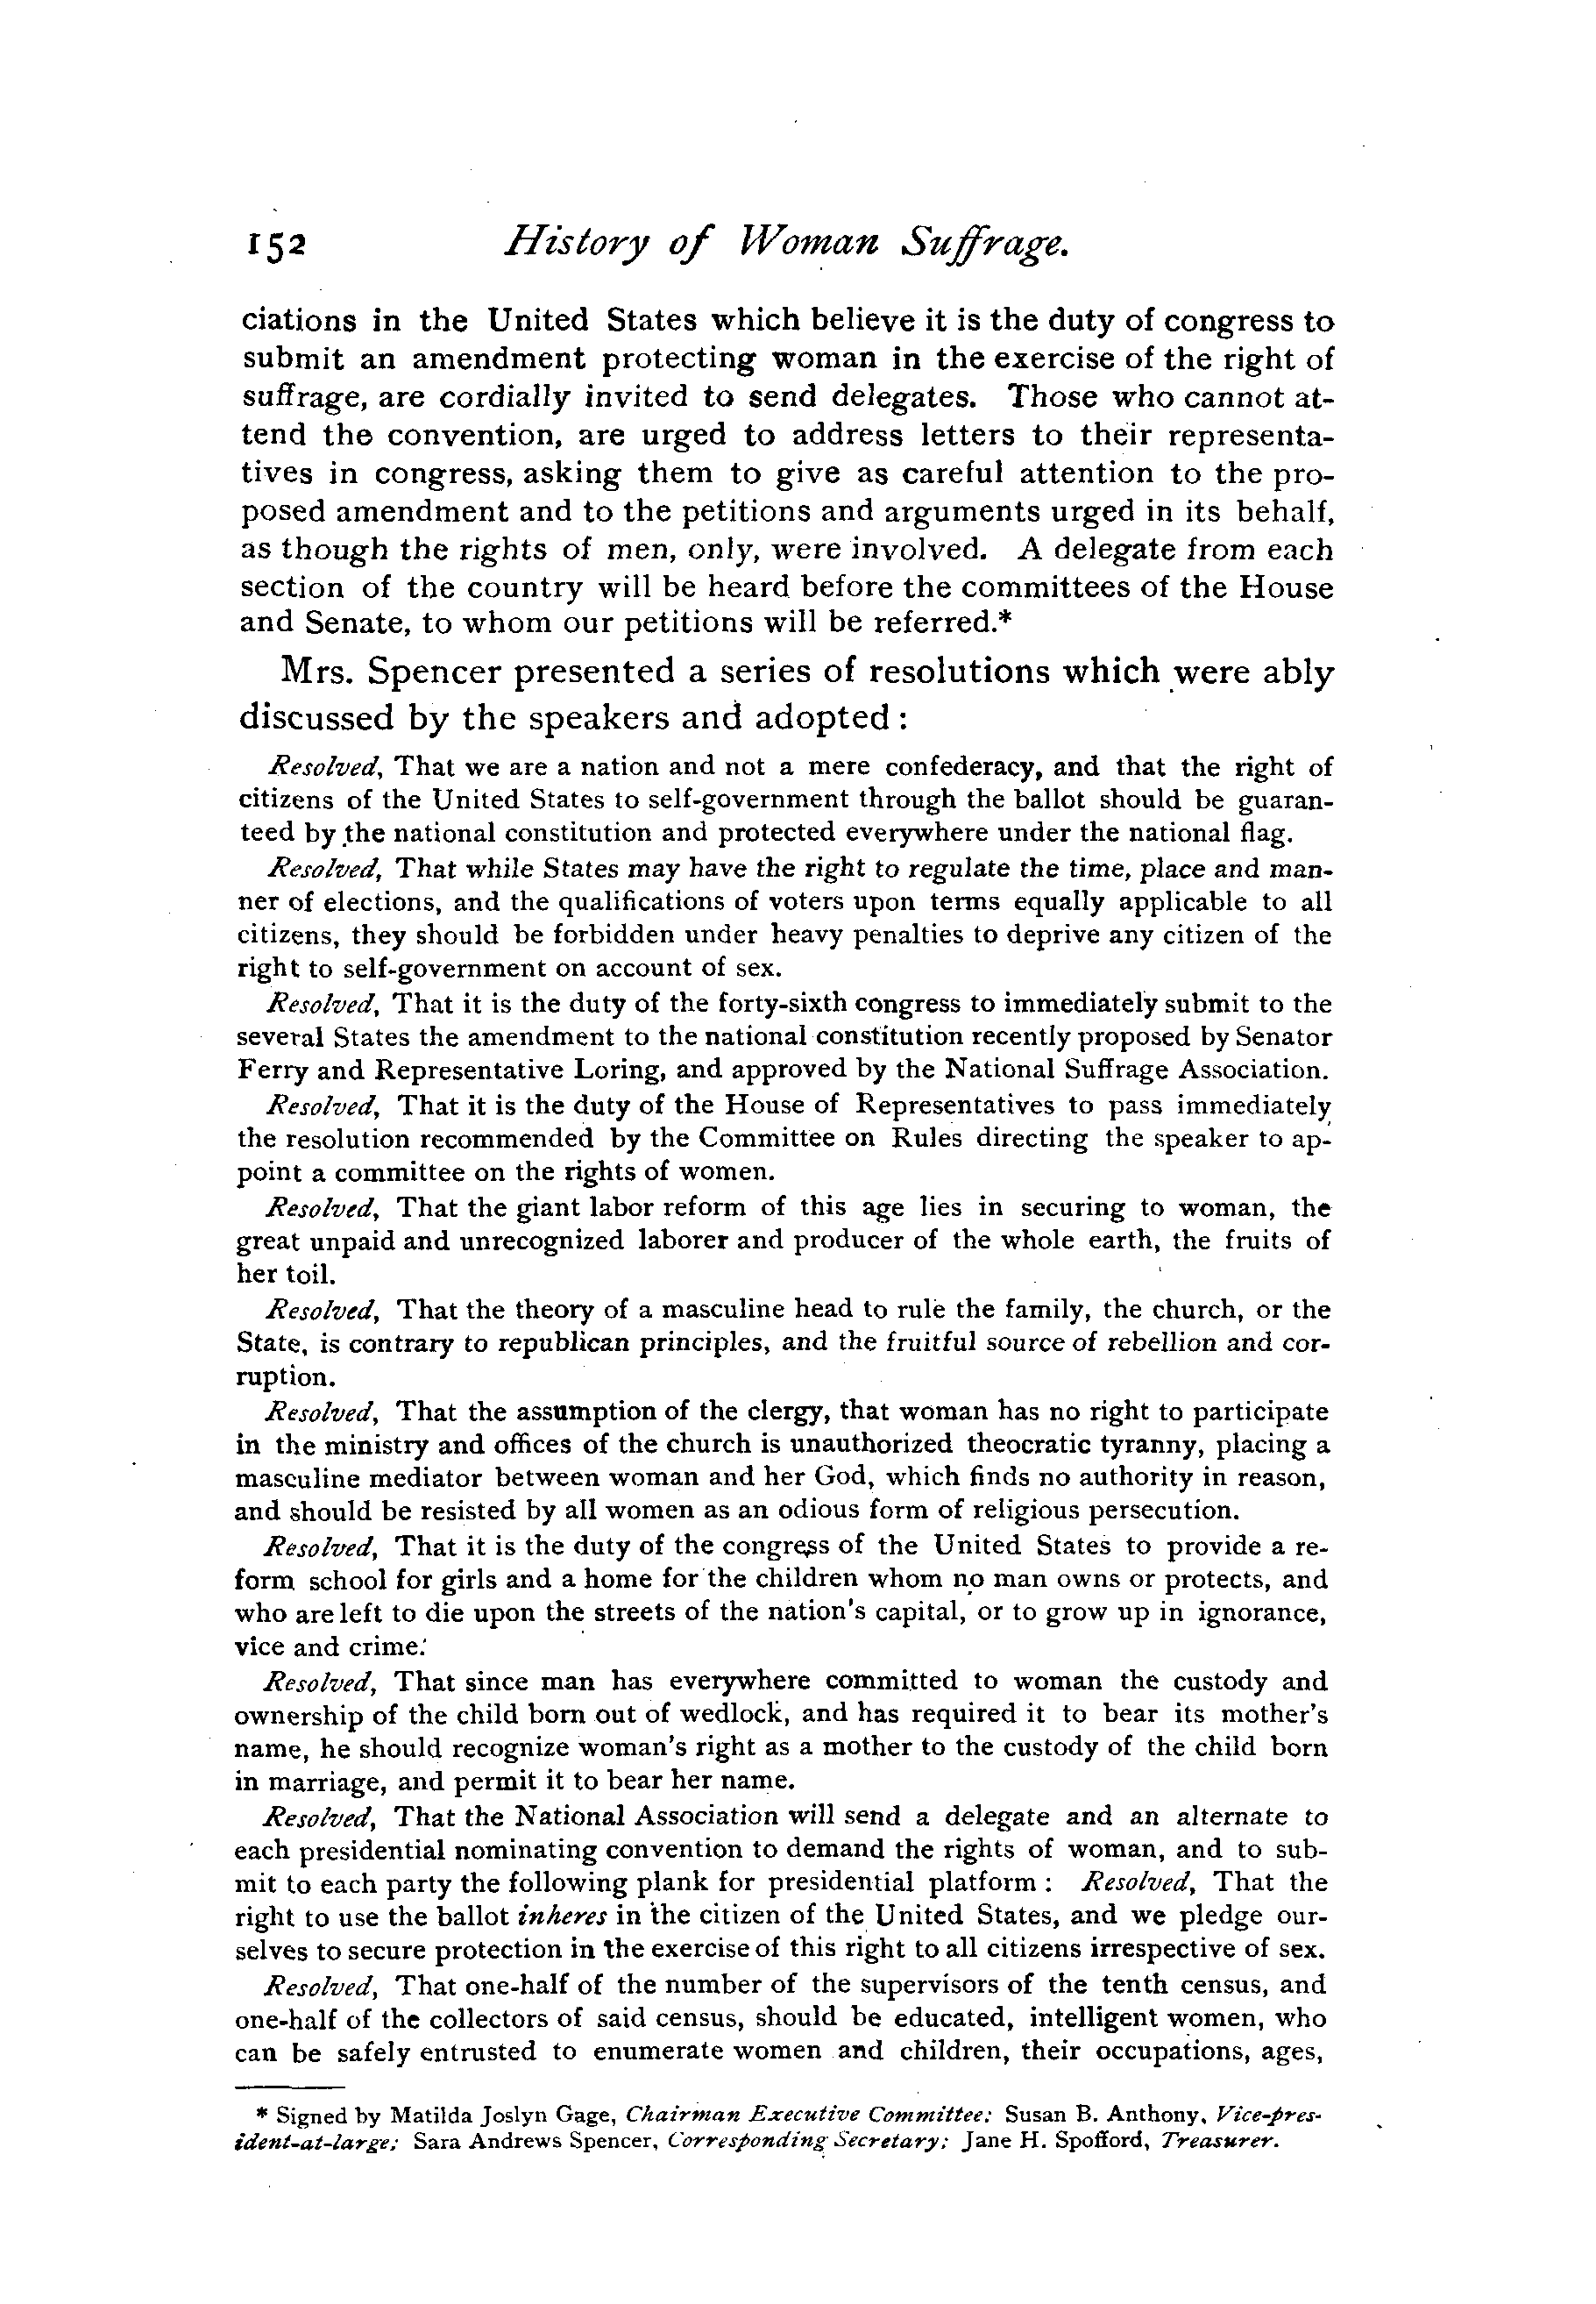 152 History of Woman Suffrage.
ciations in the United States which believe it is the duty of congress to
submit an amendment protecting woman in the exercise of the right of
suffrage, are cordially invited to send delegates. Those who cannot at-
tend the convention, are urged to address letters to their representa-
tives in congress, asking them to give as careful attention to the pro-
posed amendment and to the petitions and arguments urged in its behalf,
as though the rights of men, only, were involved. A delegate from each
section of the country will be heard before the committees of the House
and Senate, to whom our petitions will be referred.*
Mrs. Spencer presented a series of resolutions which were ably
discussed by the speakers and adopted :
Resolved, That we are a nation and not a mere confederacy, and that the right of
citizens of the United States to self-government through the ballot should be guaran-
teed by the national constitution and protected everywhere under the national flag.
Resolved, That while States may have the right to regulate the time, place and man-
ner of elections, and the qualifications of voters upon terms equally applicable to all
citizens, they should be forbidden under heavy penalties to deprive any citizen of the
right to self-government on account of sex.
Resolved, That it is the duty of the forty-sixth congress to immediately submit to the
several States the amendment to the national constitution recently proposed by Senator
Ferry and Representative Loring, and approved by the National Suffrage Association.
Resolved, That it is the duty of the House of Representatives to pass immediately
the resolution recommended by the Committee on Rules directing the speaker to ap-
point a committee on the rights of women.
Resolved, That the giant labor reform of this age lies in securing to woman, the
great unpaid and unrecognized laborer and producer of the whole earth, the fruits of
her toil.
Resolved, That the theory of a masculine head to rule the family, the church, or the
State, is contrary to republican principles, and the fruitful source of rebellion and cor-
ruption.
Resolved, That the assumption of the clergy, that woman has no right to participate
in the ministry and offices of the church is unauthorized theocratic tyranny, placing a
masculine mediator between woman and her God, which finds no authority in reason,
and should be resisted by all women as an odious form of religious persecution.
Resolved, That it is the duty of the congress of the United States to provide a re-
form school for girls and a home for the children whom no man owns or protects, and
who are left to die upon the streets of the nation's capital, or to grow up in ignorance,
vice and crime.
Resolved, That since man has everywhere committed to woman the custody and
ownership of the child born out of wedlock, and has required it to bear its mother's
name, he should recognize woman's right as a mother to the custody of the child born
in marriage, and permit it to bear her name.
Resolved, That the National Association will send a delegate and an alternate to
each presidential nominating convention to demand the rights of woman, and to sub-
mit to each party the following plank for presidential platform : Resolved, That the
right to use the ballot inheres in the citizen of the United States, and we pledge our-
selves to secure protection in the exercise of this right to all citizens irrespective of sex.
Resolved, That one-half of the number of the supervisors of the tenth census, and
one-half of the collectors of said census, should be educated, intelligent women, who
can be safely entrusted to enumerate women and children, their occupations, ages,
* Signed by Matilda Joslyn Gage, Chairman Executive Committee: Susan B. Anthony, Vice-pres-
ident-at-large; Sara Andrews Spencer, Corresponding Secretary; Jane H. Spofford, Treasurer.